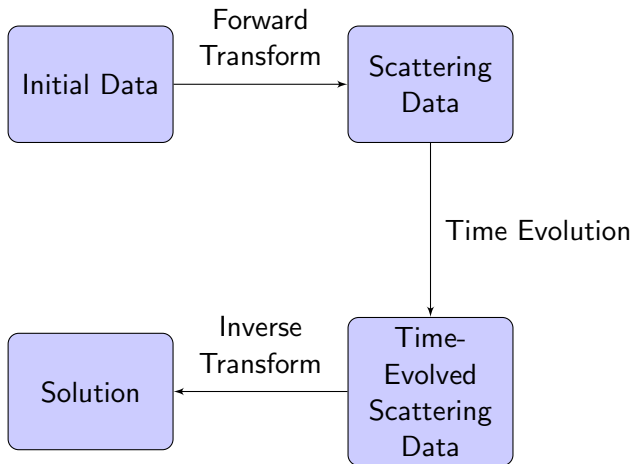 Forward
Transform
Initial Data
Scattering
Data
Time Evolution
Inverse
Transform
Time-
Evolved
Scattering
Data
Solution